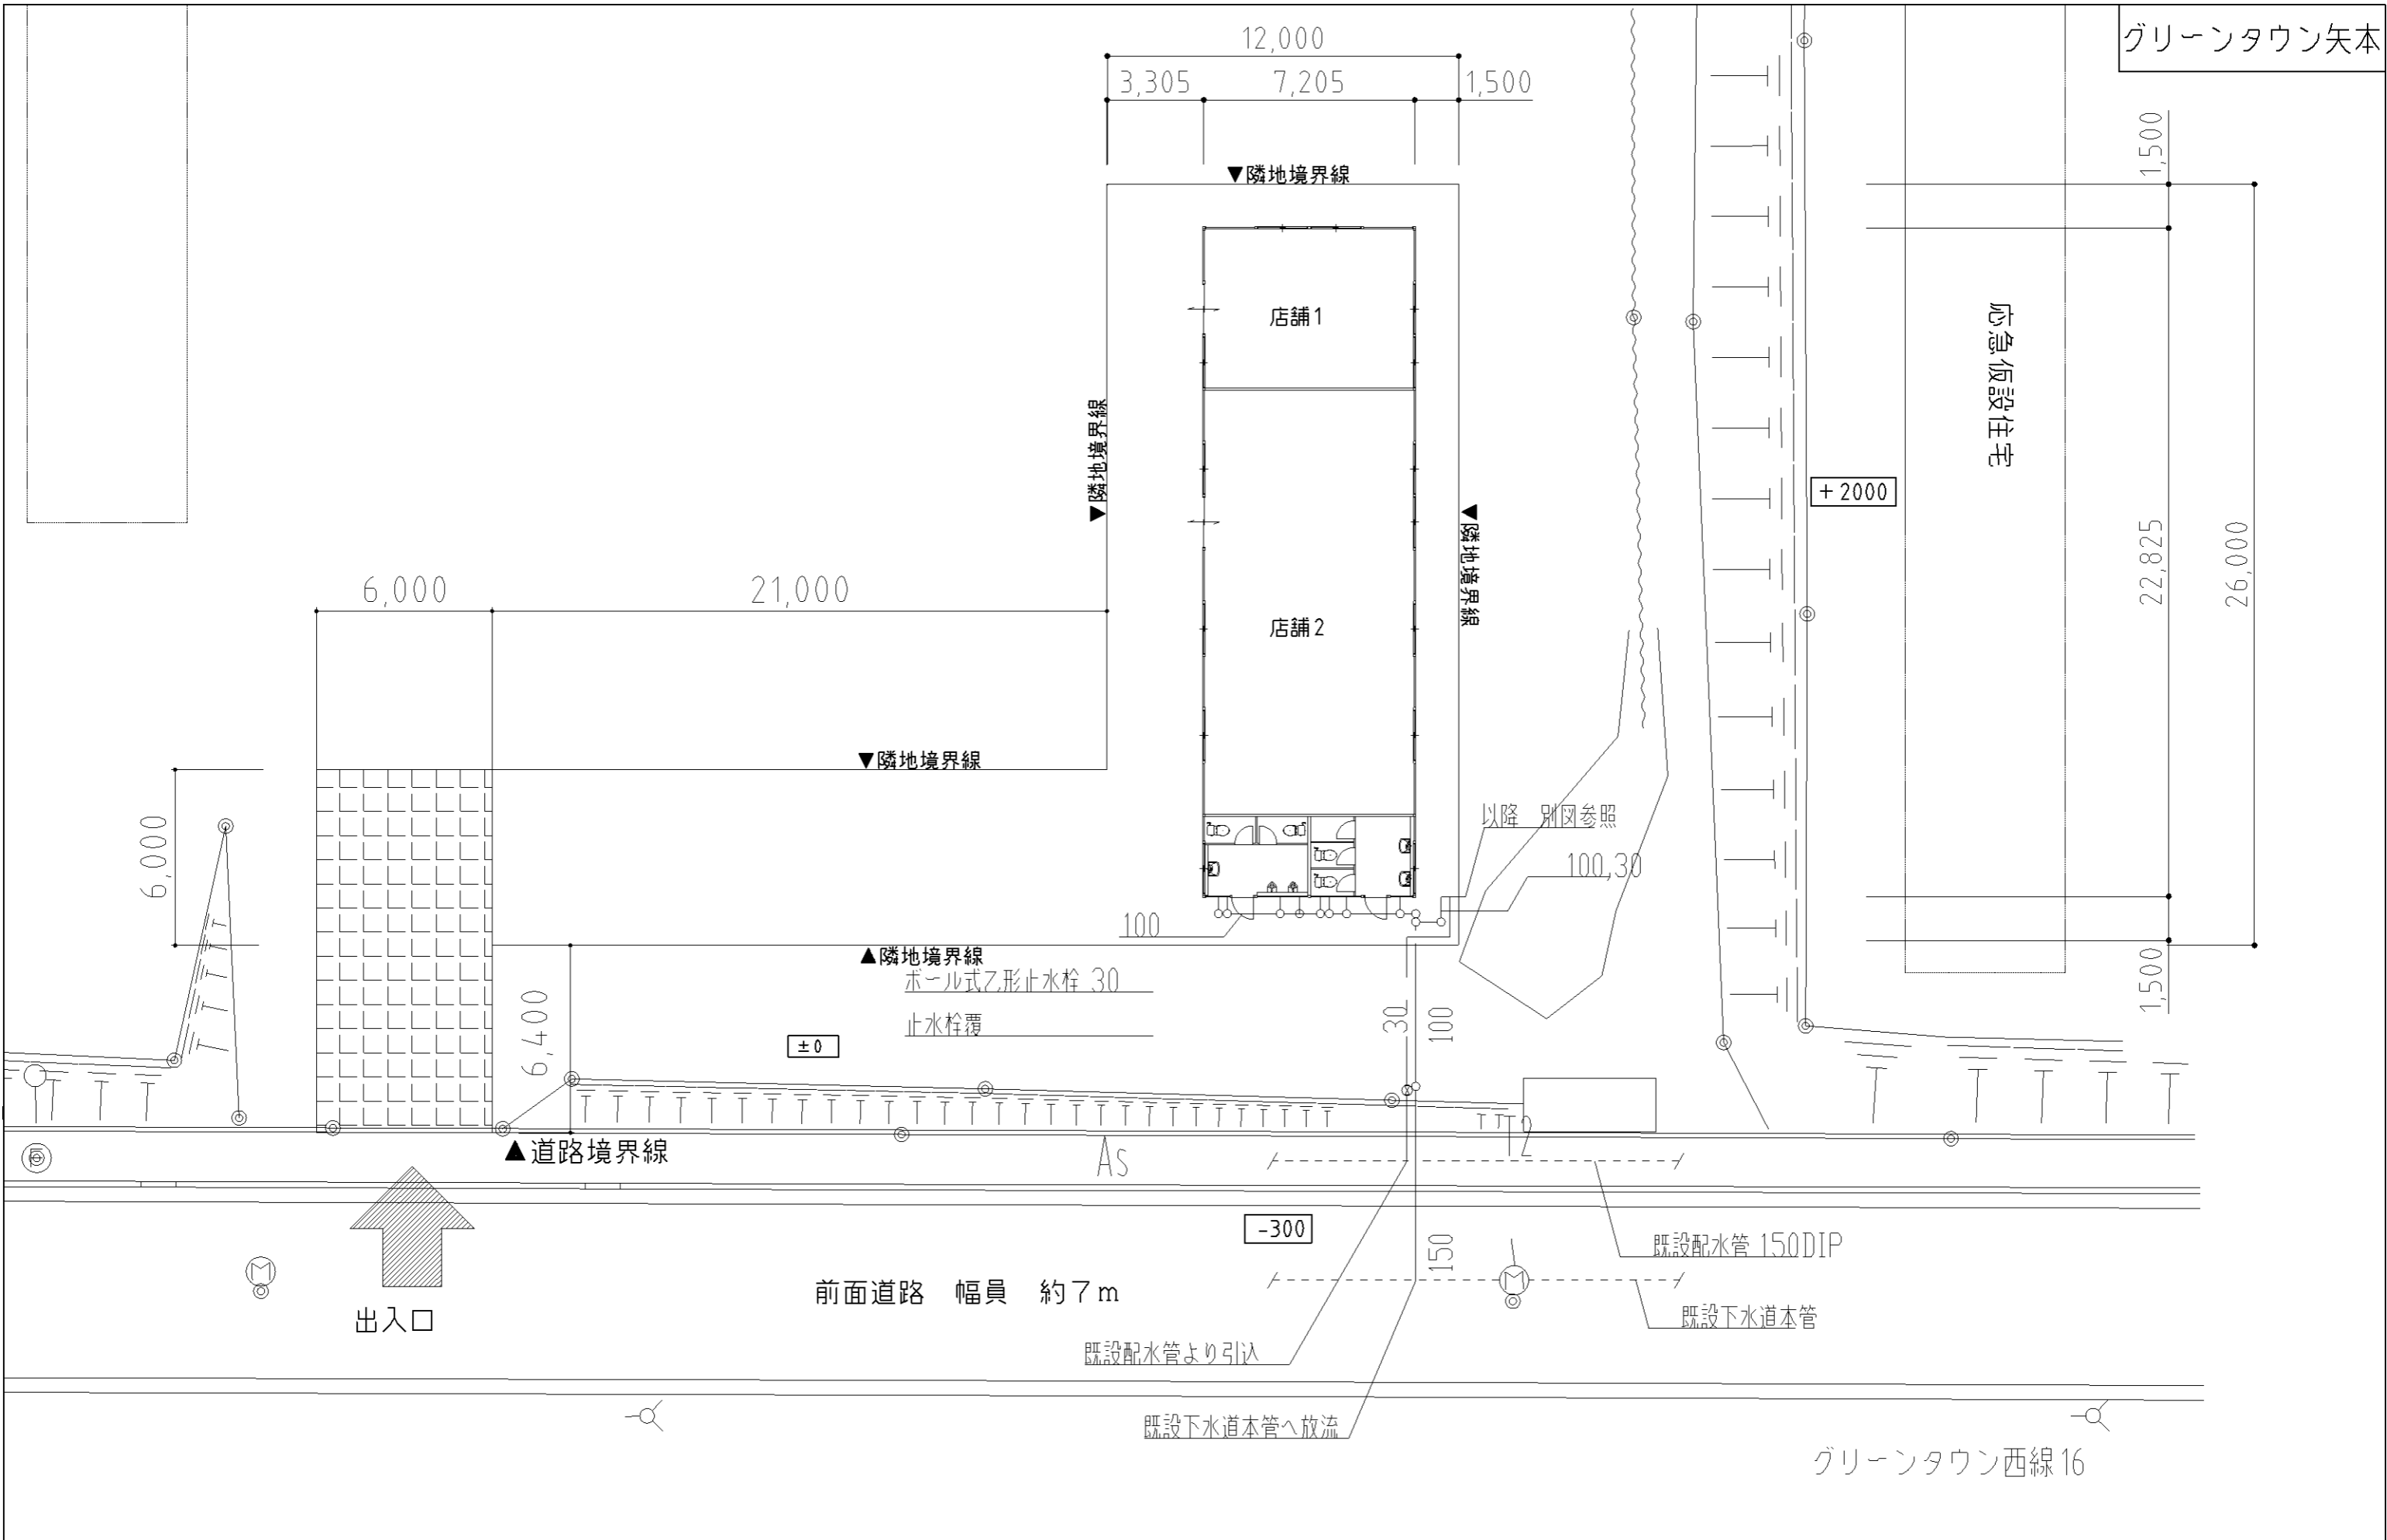 グリーンタウン矢本
12,000
3,305
7,205
1,500
▼隣地境界線
1,500
店舗1
応急仮設住宅
▼隣地境界線
+2000
▼隣地境界線
22,825
26,000
6,000
21,000
店舗2
▼隣地境界線
6,000
以降 別図参照
100,30
100
▲隣地境界線
ボール式乙形止水栓 30
止水栓覆
30
100
1,500
6,400
±0
▲道路境界線
As
12
-300
150
既設配水管 150DIP
M
M
前面道路 幅員 約7m
出入口
既設下水道本管
既設配水管より引込
既設下水道本管へ放流
グリーンタウン西線16